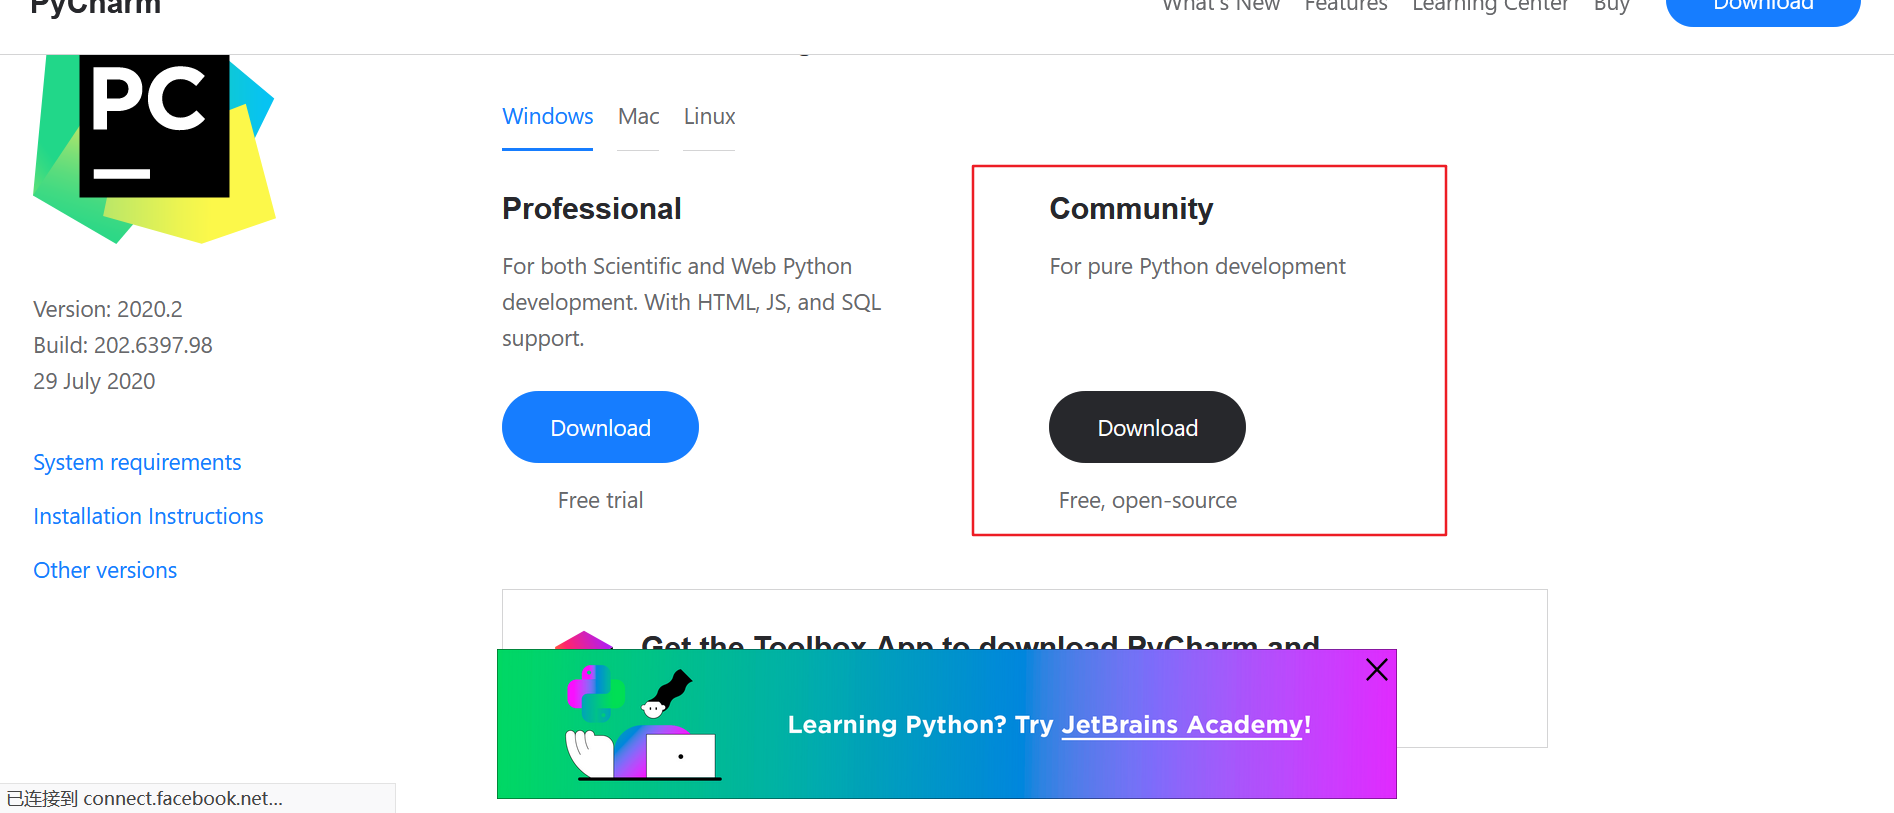 PyCharm
What's New Features Learning Center Buy Download
PC
Windows Mac Linux
Professional
For both Scientific and Web Python
development. With HTML, JS, and SQL
support.
Download
Free trial
Community
For pure Python development
Download
Free, open-source
Version: 2020.2
Build: 202.6397.98
29 July 2020
System requirements
Installation Instructions
Other versions
Get the Toolbox App to download PyCharm and
Learning Python? Try JetBrains Academy!
已连接到 connect.facebook.net...